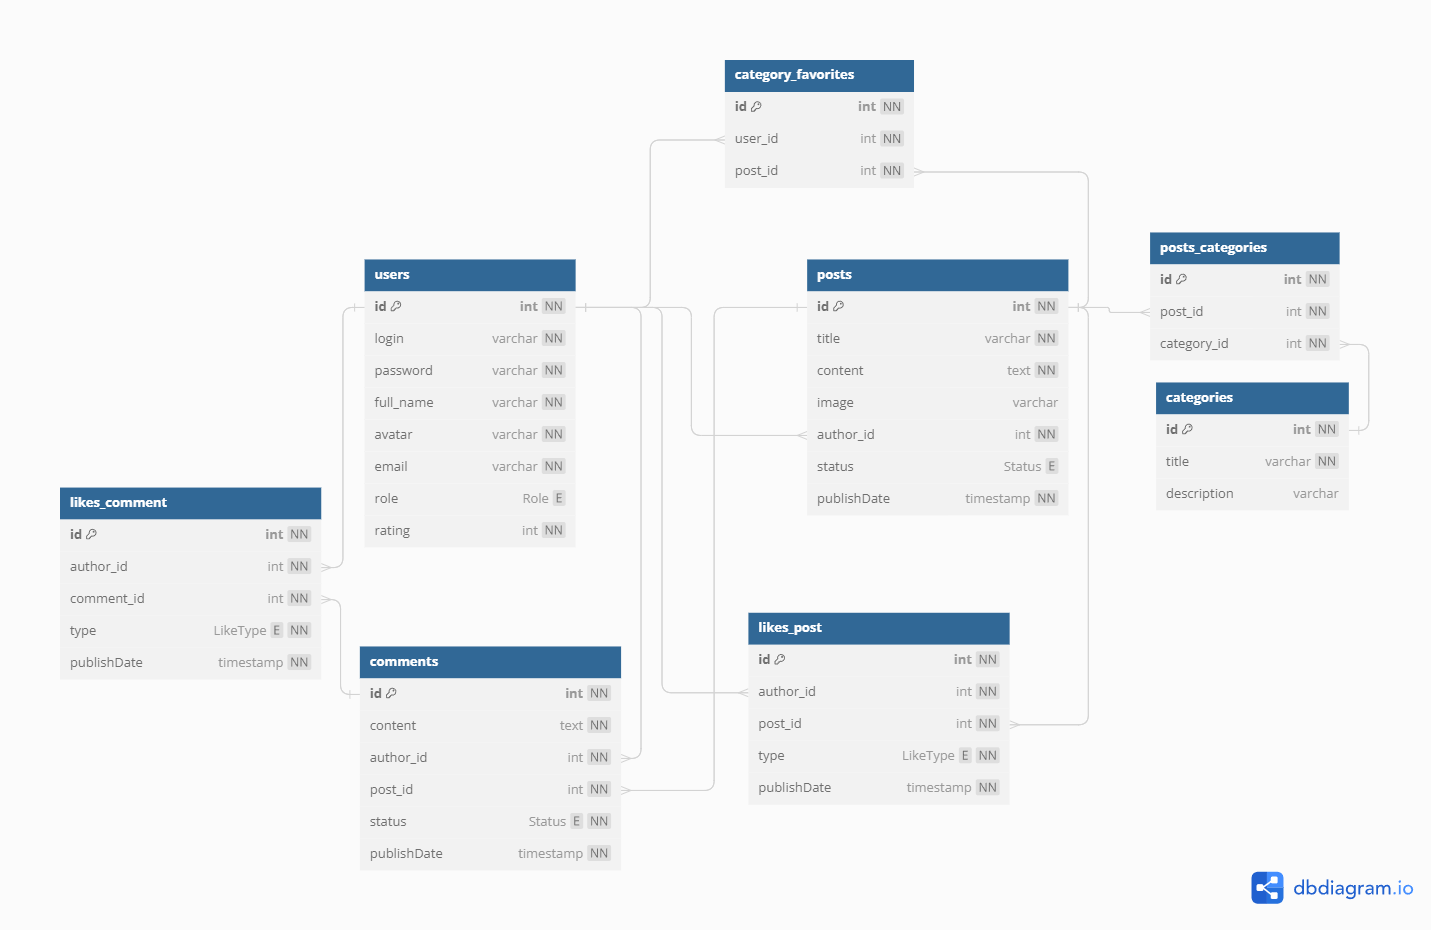 category_favorites
id int NN
user_id int NN
post_id int NN
posts_categories
id int NN
post_id int NN
category_id int NN
users
id int NN
login varchar NN
password varchar NN
full_name varchar NN
avatar varchar NN
email varchar NN
role Role E
rating int NN
posts
id int NN
title varchar NN
content text NN
image varchar
author_id int NN
status Status E
publishDate timestamp NN
categories
id int NN
title varchar NN
description varchar
likes_comment
id int NN
author_id int NN
comment_id int NN
type LikeType E NN
publishDate timestamp NN
comments
id int NN
content text NN
author_id int NN
post_id int NN
status Status E NN
publishDate timestamp NN
likes_post
id int NN
author_id int NN
post_id int NN
type LikeType E NN
publishDate timestamp NN
dbdiagram.io